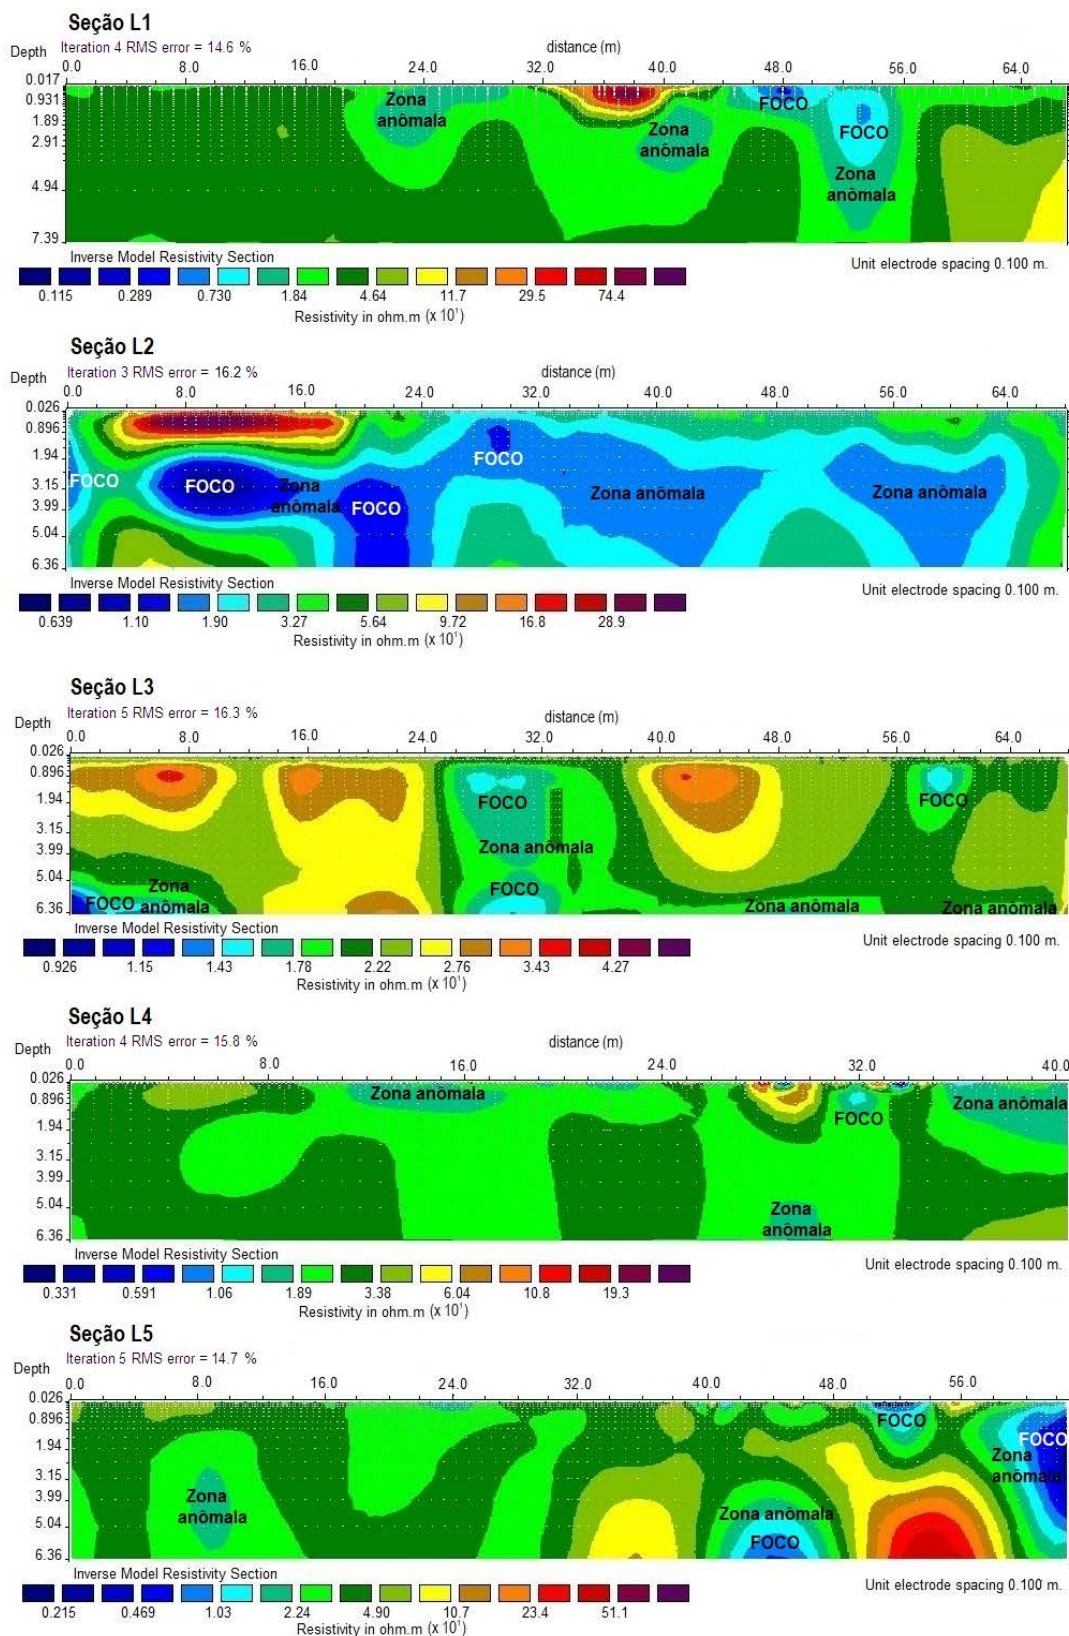 Seção L1
Iteration 4 RMS error = 14.6 %
Depth
distance (m)
0.0 8.0 16.0 24.0 32.0 40.0 48.0 56.0 64.0
0.017
0.931
1.89
2.91
4.94
7.39
Zona anômala
Zona anômala
FOCO
FOCO
Zona anômala
Inverse Model Resistivity Section
Unit electrode spacing 0.100 m.
0.115 0.289 0.730 1.84 4.64 11.7 29.5 74.4
Resistivity in ohm.m (x 10¹)
Seção L2
Iteration 3 RMS error = 16.2 %
Depth
distance (m)
0.0 8.0 16.0 24.0 32.0 40.0 48.0 56.0 64.0
0.026
0.896
1.94
3.15
3.99
5.04
6.36
FOCO
FOCO
Zona anômala
FOCO
FOCO
Zona anômala
Zona anômala
Inverse Model Resistivity Section
Unit electrode spacing 0.100 m.
0.639 1.10 1.90 3.27 5.64 9.72 16.8 28.9
Resistivity in ohm.m (x 10¹)
Seção L3
Iteration 5 RMS error = 16.3 %
Depth
distance (m)
0.0 8.0 16.0 24.0 32.0 40.0 48.0 56.0 64.0
0.026
0.896
1.94
3.15
3.99
5.04
6.36
FOCO
FOCO
Zona anômala
Zona anômala
FOCO
FOCO
Zona anômala
Zona anômala
Inverse Model Resistivity Section
Unit electrode spacing 0.100 m.
0.926 1.15 1.43 1.78 2.22 2.76 3.43 4.27
Resistivity in ohm.m (x 10¹)
Seção L4
Iteration 4 RMS error = 15.8 %
Depth
distance (m)
0.0 8.0 16.0 24.0 32.0 40.0
0.026
0.896
1.94
3.15
3.99
5.04
6.36
Zona anômala
FOCO
Zona anômala
Zona anômala
Inverse Model Resistivity Section
Unit electrode spacing 0.100 m.
0.331 0.591 1.06 1.89 3.38 6.04 10.8 19.3
Resistivity in ohm.m (x 10¹)
Seção L5
Iteration 5 RMS error = 14.7 %
Depth
0.0 8.0 16.0 24.0 32.0 40.0 48.0 56.0
0.026
0.896
1.94
3.15
3.99
5.04
6.36
FOCO
FOCO
Zona anômala
Zona anômala
Zona anômala
FOCO
Inverse Model Resistivity Section
Unit electrode spacing 0.100 m.
0.215 0.469 1.03 2.24 4.90 10.7 23.4 51.1
Resistivity in ohm.m (x 10¹)